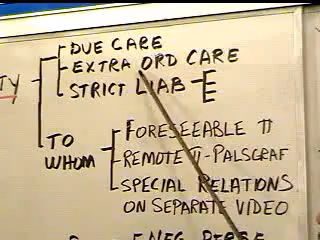 DUE CARE
EXTRA ORD CARE
TY
STRICT LIAB
TO WHOM
FORESEEABLE π
REMOTE π - PALSGRAF
SPECIAL RELATIONS
ON SEPARATE VIDEO